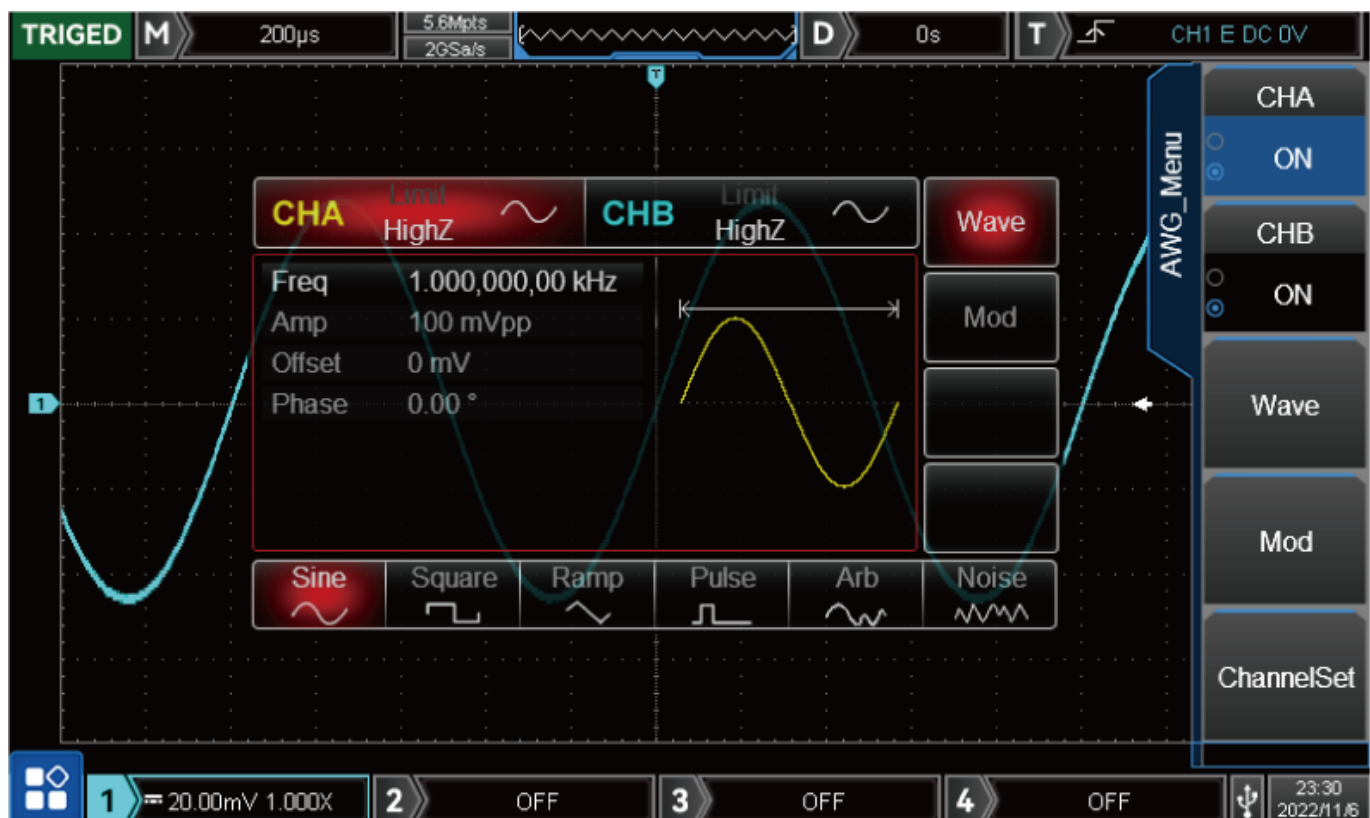 TRIGED M 200µs 5.6Mpts D 0s T CH1 E DC 0V
2GSa/s
T
AWG_Menu
CHA
ON
CHB
ON
Wave
Mod
ChannelSet
CHA Limit HighZ
CHB Limit HighZ
Wave
Mod
Freq 1.000,000,00 kHz
Amp 100 mVpp
Offset 0 mV
Phase 0.00 °
1
Sine Square Ramp Pulse Arb Noise
1 20.00mV 1.000X 2 OFF 3 OFF 4 OFF 23:30
2022/11/6